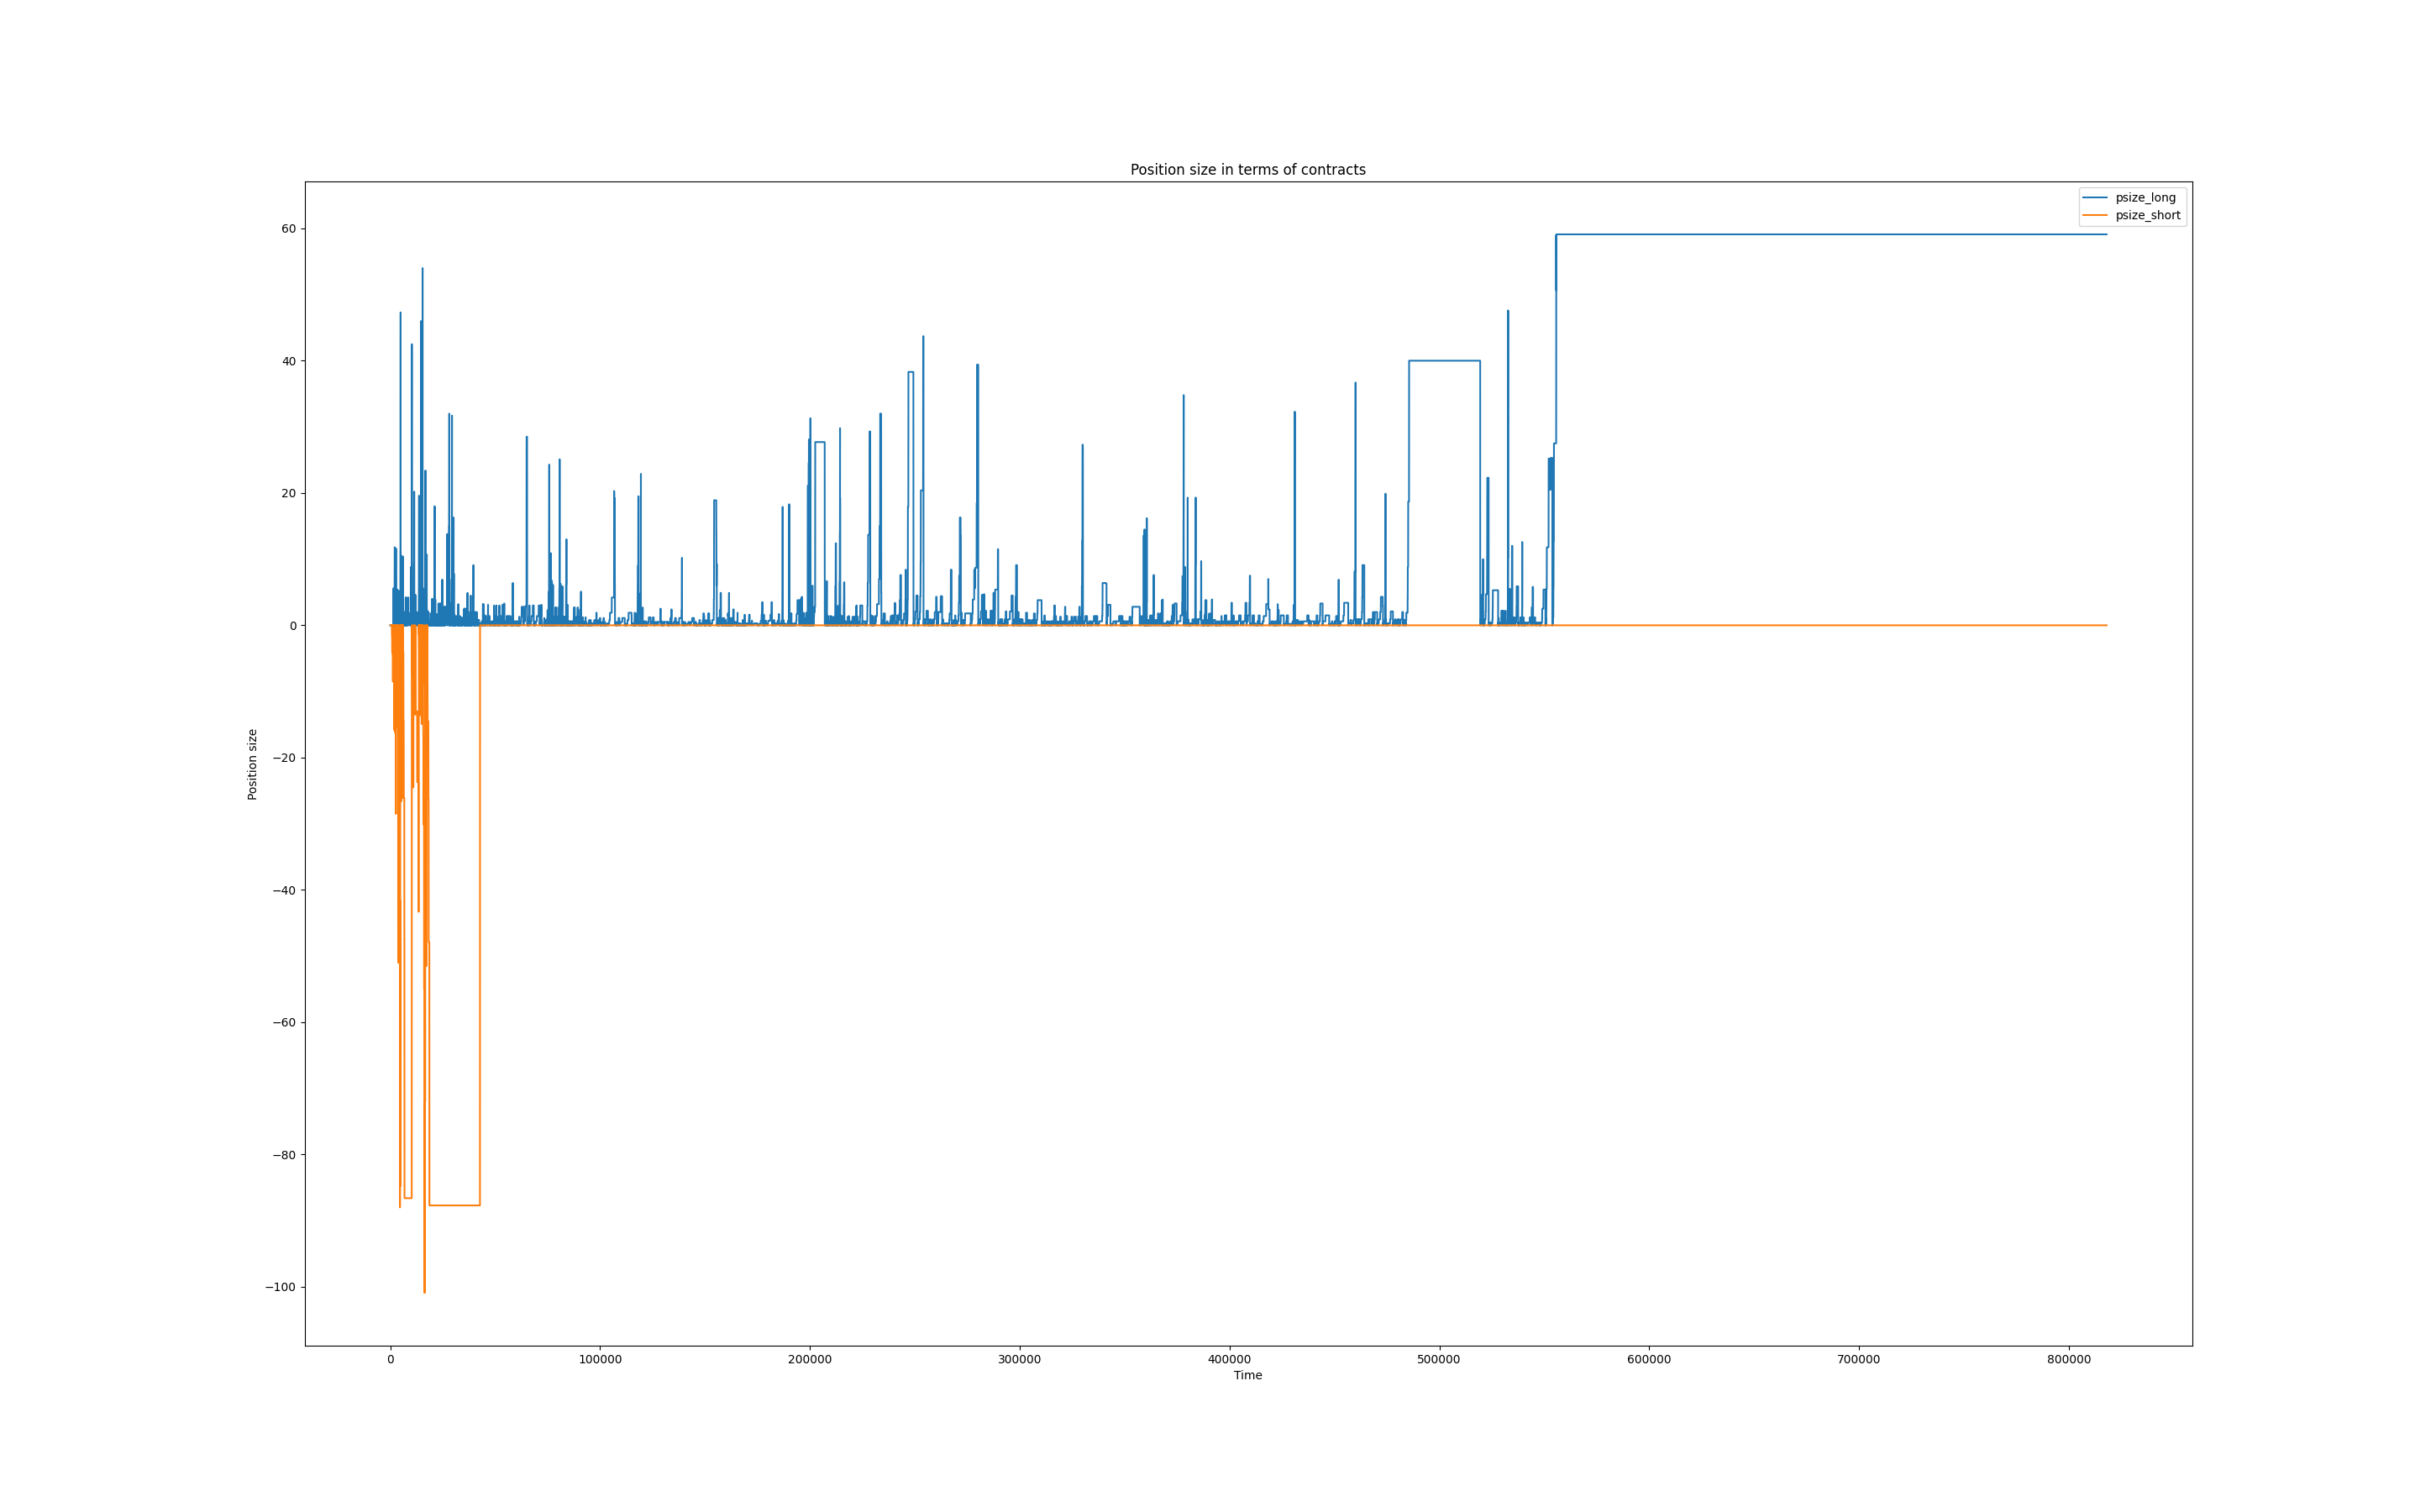 Position size in terms of contracts
psize_long
psize_short
60
40
20
0
−20
−40
−60
−80
−100
Position size
0 100000 200000 300000 400000 500000 600000 700000 800000
Time